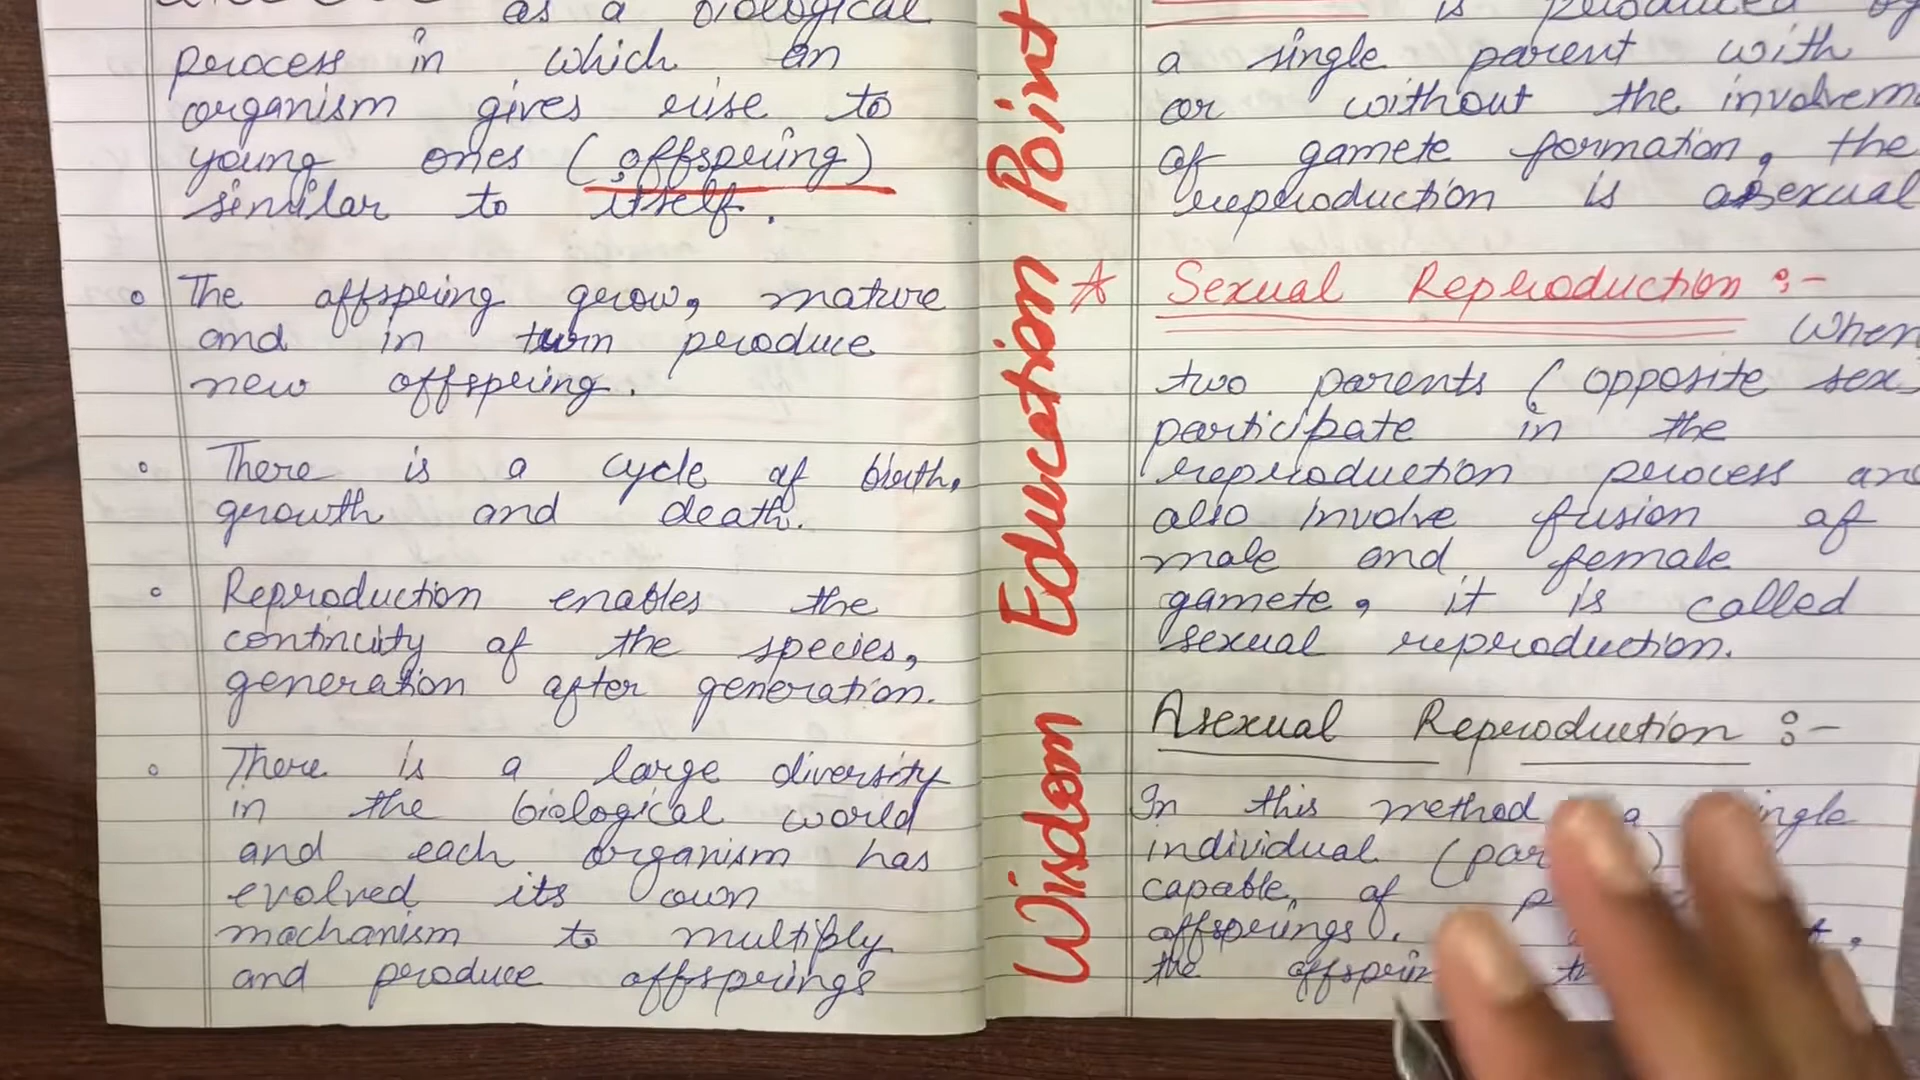 as a biological
process in which an
organism gives rise to
young ones (offspring)
similar to itself.
The offspring grow, mature
and in turn produce
new offspring.
There is a cycle of birth,
growth and death.
Reproduction enables the
continuity of the species,
generation after generation.
There is a large diversity
in the biological world
and each organism has
evolved its own
mechanism to multiply
and produce offsprings
Wisdom Education Point
is produced by
a single parent with
or without the involvem
of gamete formation, the
reproduction is asexual
Sexual Reproduction :-
When
two parents (opposite sex
participate in the
reproduction process and
also involve fusion of
male and female
gamete, it is called
sexual reproduction.
Asexual Reproduction :-
In this method a
individual
capable of
offsprings.
the